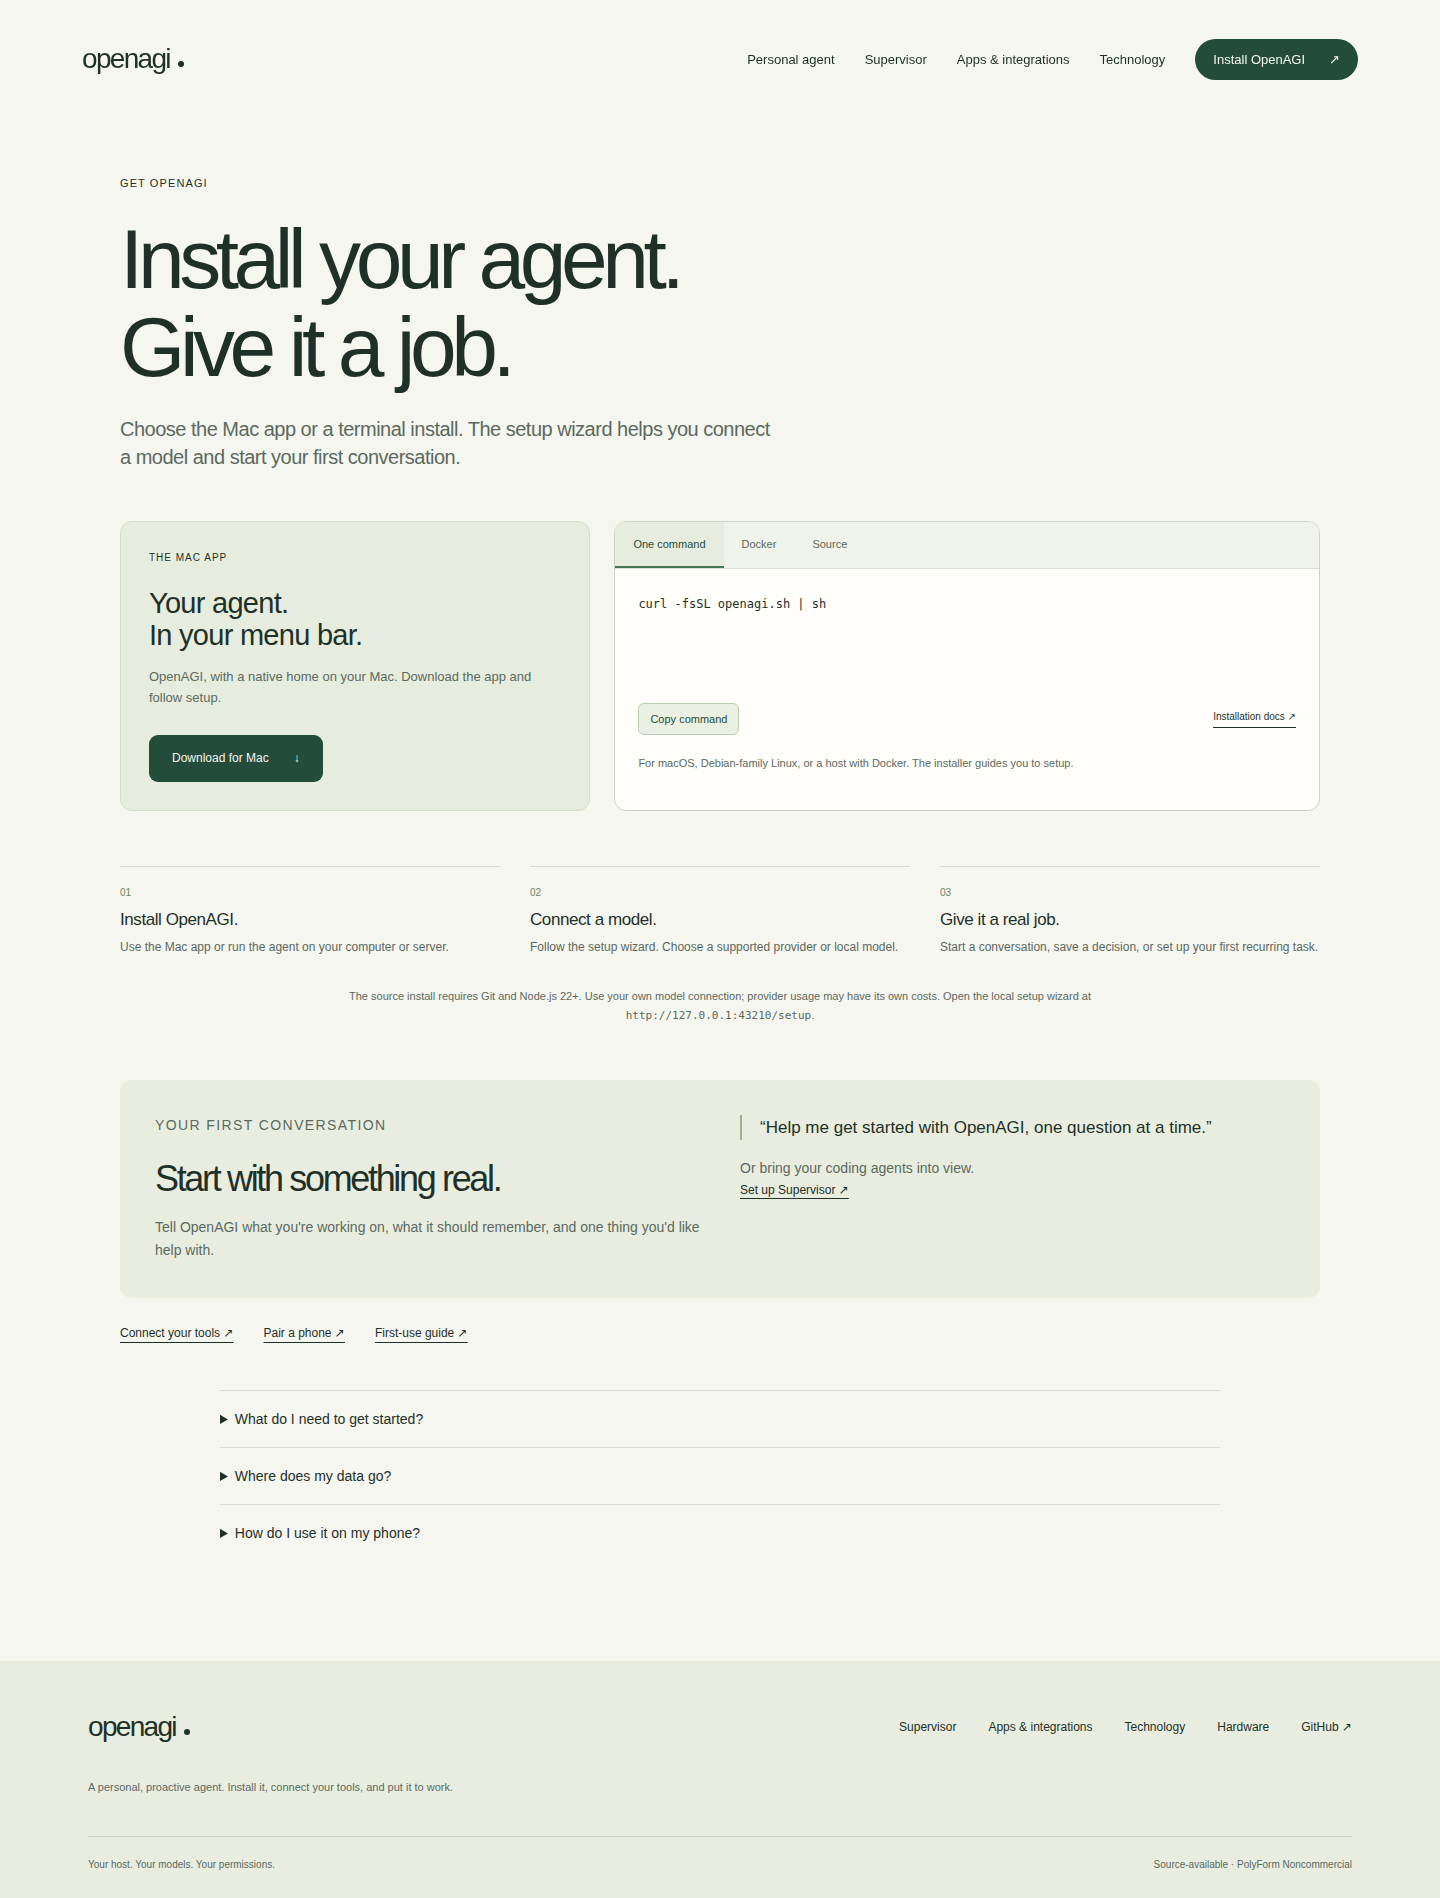 openagi
Personal agent
Supervisor
Apps & integrations
Technology
Install OpenAGI ↗
GET OPENAGI
Install your agent.
Give it a job.
Choose the Mac app or a terminal install. The setup wizard helps you connect
a model and start your first conversation.
THE MAC APP
Your agent.
In your menu bar.
OpenAGI, with a native home on your Mac. Download the app and
follow setup.
Download for Mac ↓
One command
Docker
Source
curl -fsSL openagi.sh | sh
Copy command
Installation docs ↗
For macOS, Debian-family Linux, or a host with Docker. The installer guides you to setup.
01
Install OpenAGI.
Use the Mac app or run the agent on your computer or server.
02
Connect a model.
Follow the setup wizard. Choose a supported provider or local model.
03
Give it a real job.
Start a conversation, save a decision, or set up your first recurring task.
The source install requires Git and Node.js 22+. Use your own model connection; provider usage may have its own costs. Open the local setup wizard at
http://127.0.0.1:43210/setup.
YOUR FIRST CONVERSATION
Start with something real.
Tell OpenAGI what you're working on, what it should remember, and one thing you'd like
help with.
“Help me get started with OpenAGI, one question at a time.”
Or bring your coding agents into view.
Set up Supervisor ↗
Connect your tools ↗
Pair a phone ↗
First-use guide ↗
What do I need to get started?
Where does my data go?
How do I use it on my phone?
openagi
Supervisor
Apps & integrations
Technology
Hardware
GitHub ↗
A personal, proactive agent. Install it, connect your tools, and put it to work.
Your host. Your models. Your permissions.
Source-available · PolyForm Noncommercial